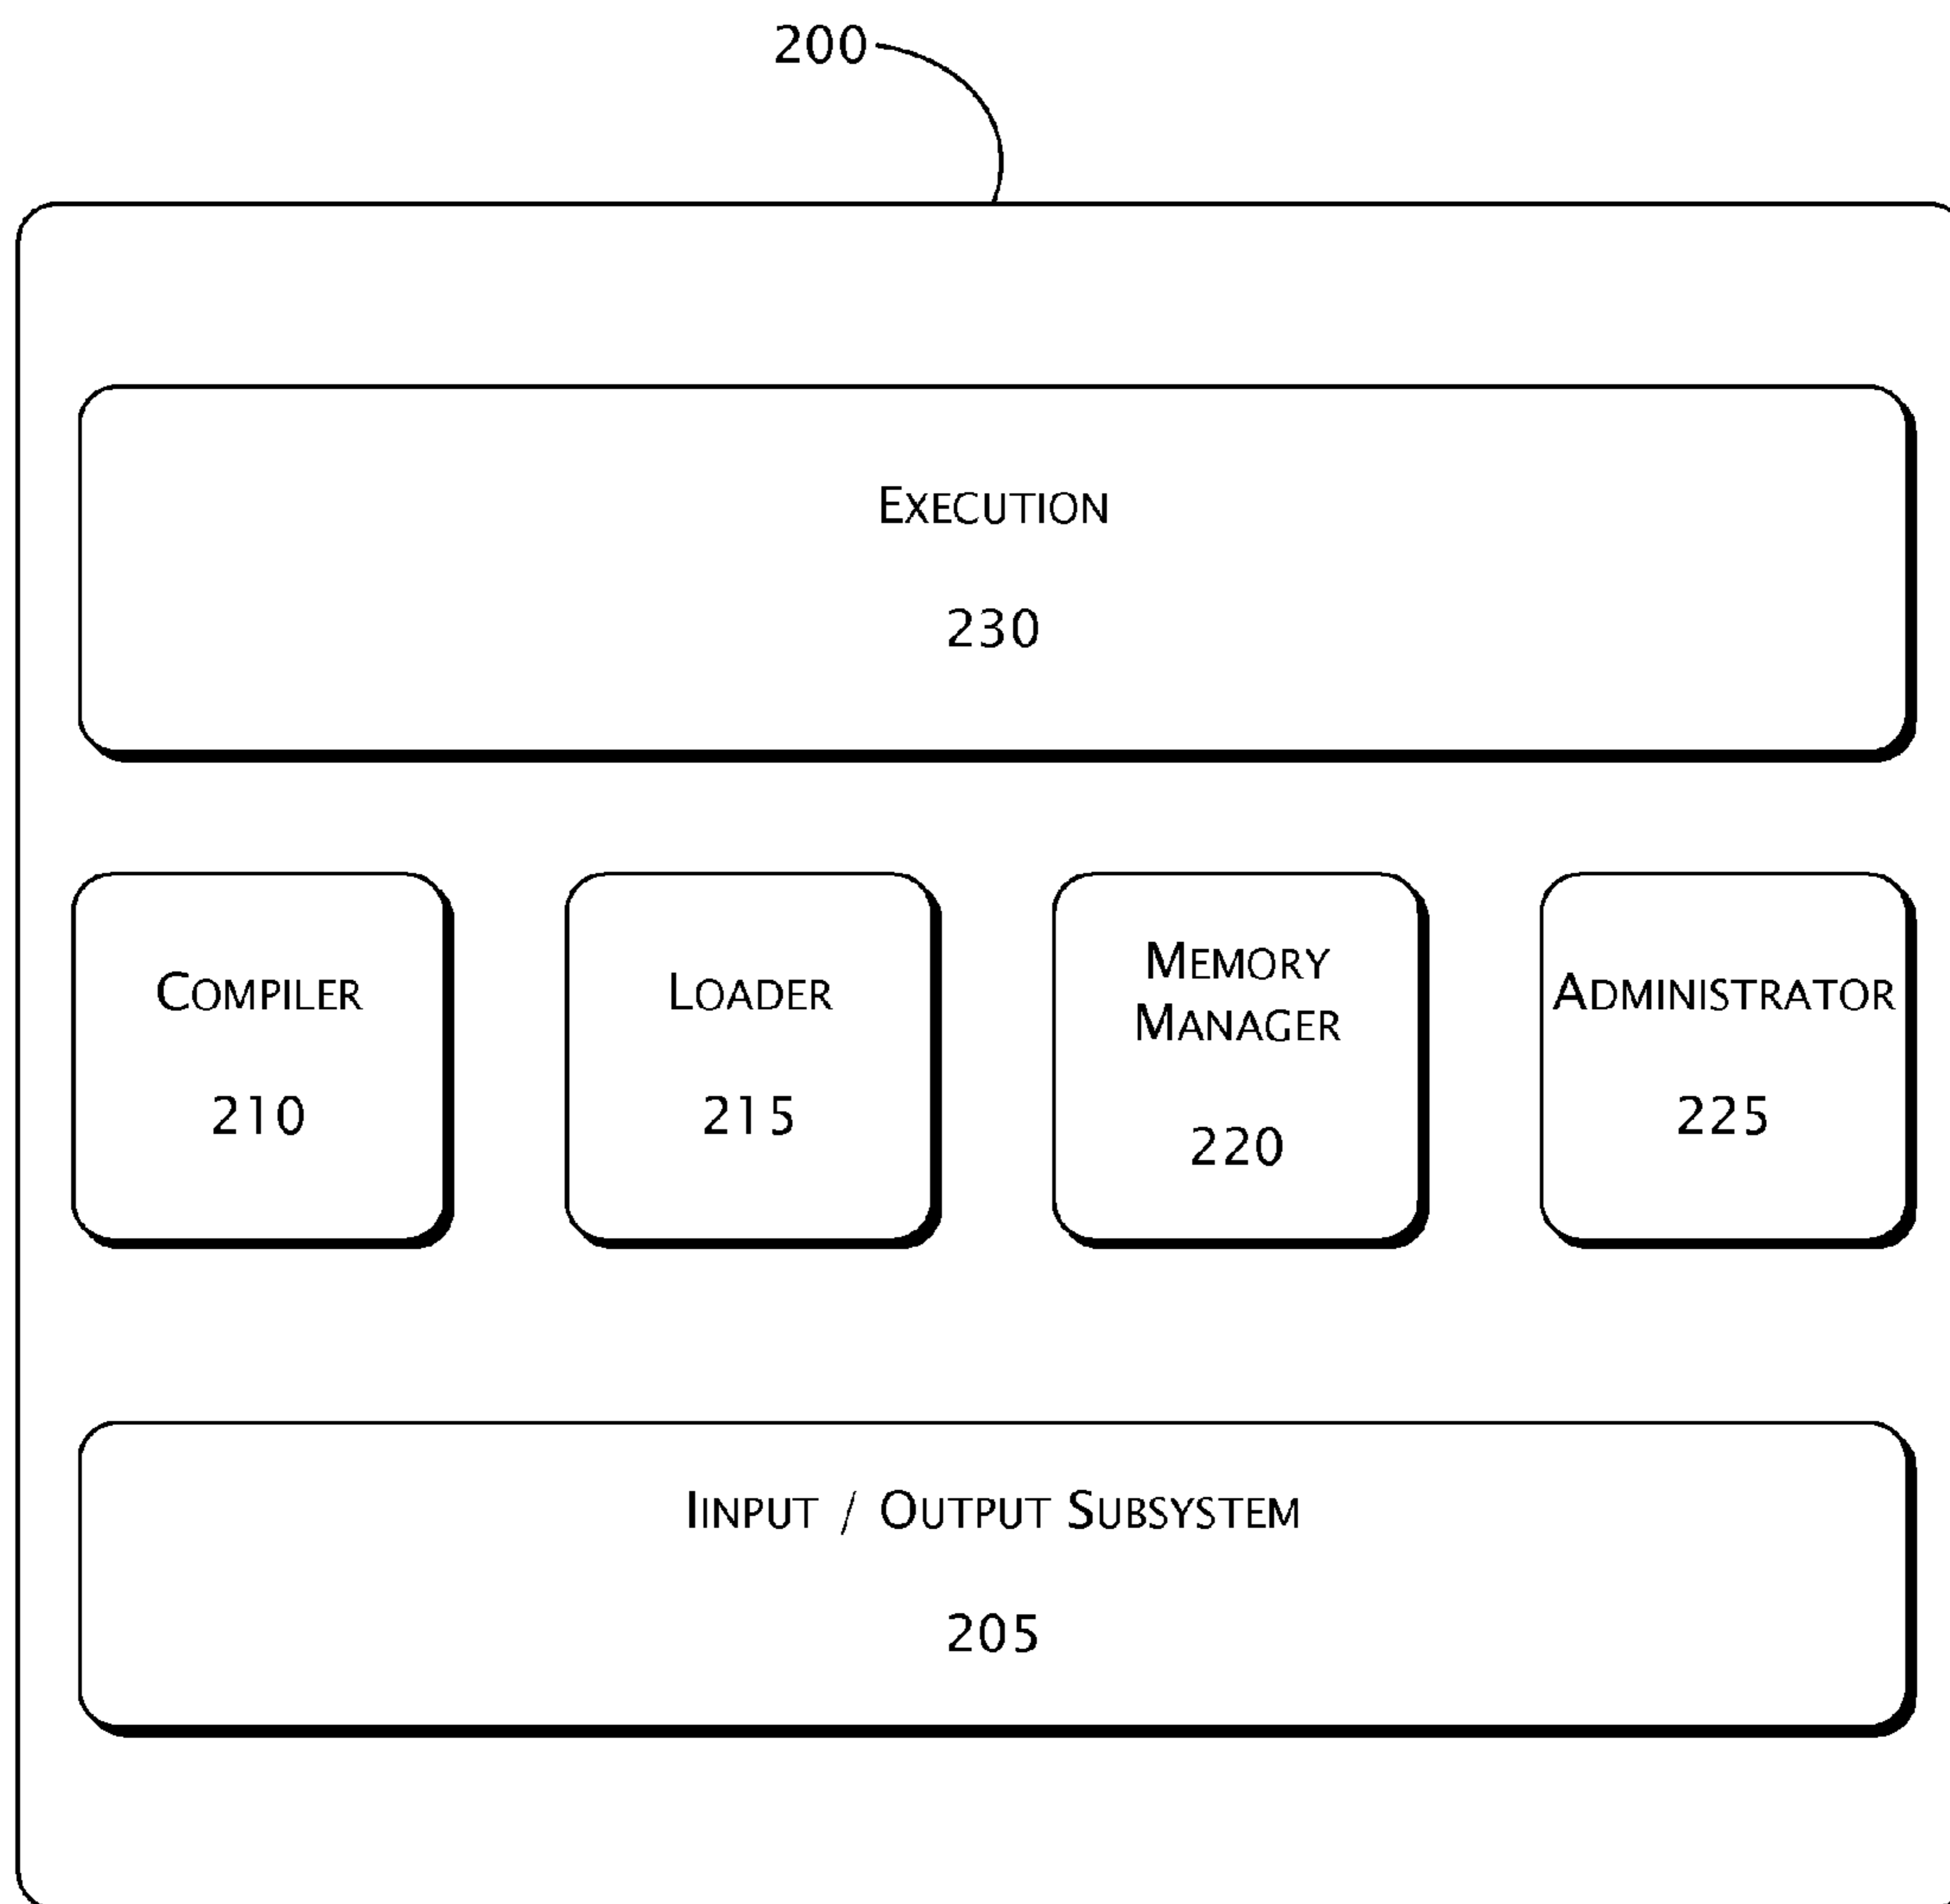 200
EXECUTION
230
COMPILER
210
LOADER
215
MEMORY
MANAGER
220
ADMINISTRATOR
225
IINPUT / OUTPUT SUBSYSTEM
205